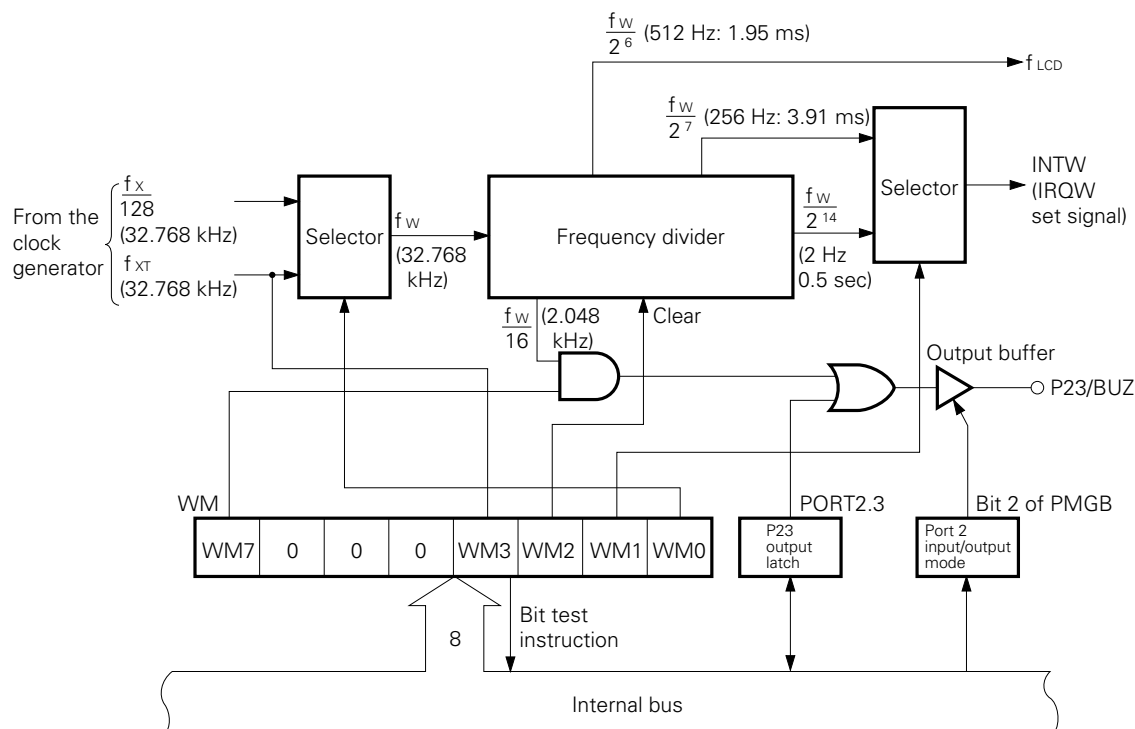 fW
2^6 (512 Hz: 1.95 ms)
fLCD
fW
2^7 (256 Hz: 3.91 ms)
From the
clock
generator
fX
128
(32.768 kHz)
fXT
(32.768 kHz)
Selector
fW
(32.768
kHz)
Frequency divider
fW
2^14
(2 Hz
0.5 sec)
Selector
INTW
(IRQW
set signal)
fW
16
(2.048
kHz)
Clear
Output buffer
P23/BUZ
WM
WM7 0 0 0 WM3 WM2 WM1 WM0
PORT2.3
P23
output
latch
Bit 2 of PMGB
Port 2
input/output
mode
8
Bit test
instruction
Internal bus